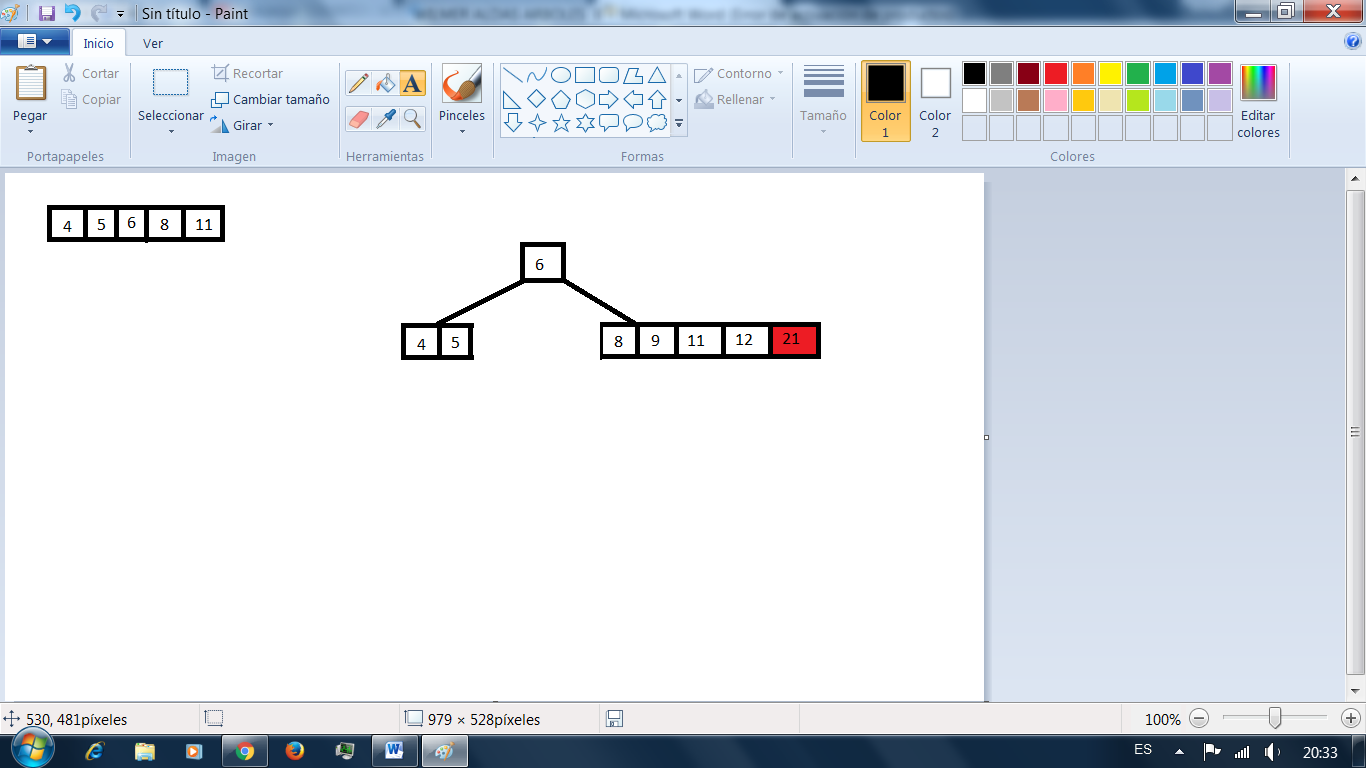 Sin título - Paint
Inicio Ver
Pegar
Cortar
Copiar
Portapapeles
Seleccionar
Recortar
Cambiar tamaño
Girar
Imagen
A
Herramientas
Pinceles
Contorno
Rellenar
Formas
Tamaño
Color 1
Color 2
Editar colores
Colores
4 5 6 8 11
6
4 5
8 9 11 12 21
530, 481píxeles
979 × 528píxeles
100%
ES
20:33